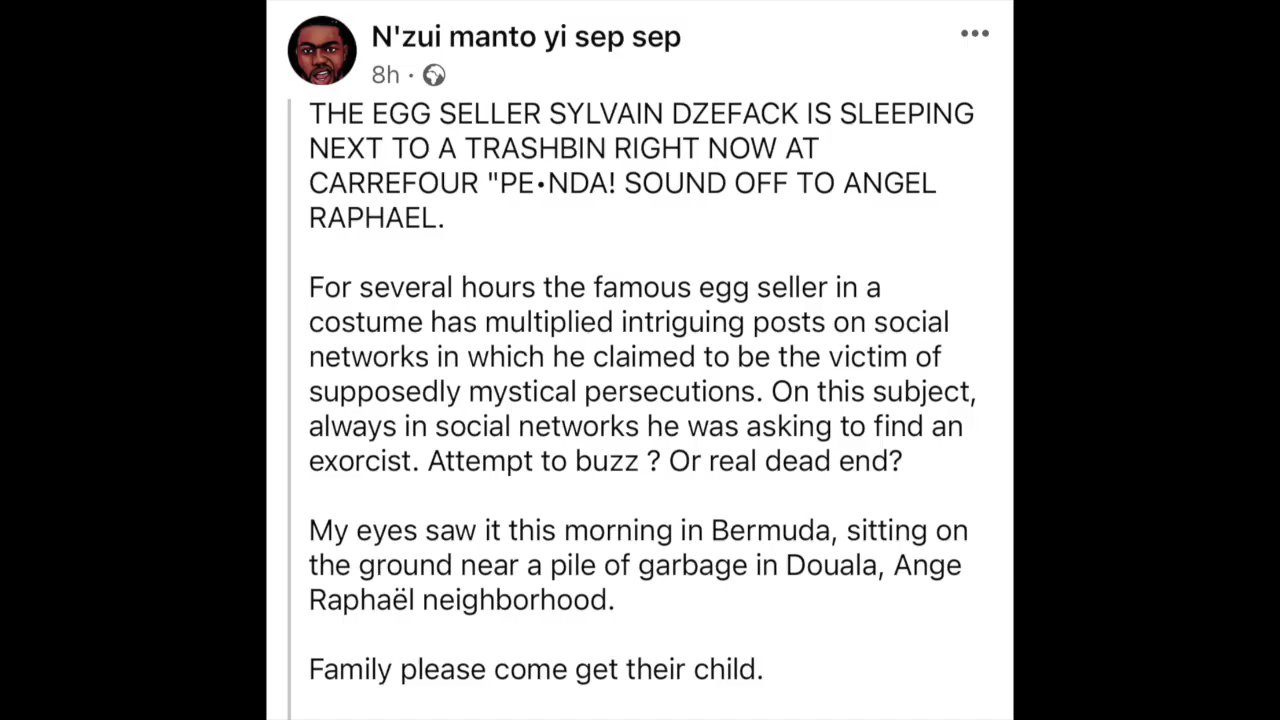 N'zui manto yi sep sep
8h ·
THE EGG SELLER SYLVAIN DZEFACK IS SLEEPING
NEXT TO A TRASHBIN RIGHT NOW AT
CARREFOUR "PE•NDA! SOUND OFF TO ANGEL
RAPHAEL.
For several hours the famous egg seller in a
costume has multiplied intriguing posts on social
networks in which he claimed to be the victim of
supposedly mystical persecutions. On this subject,
always in social networks he was asking to find an
exorcist. Attempt to buzz ? Or real dead end?
My eyes saw it this morning in Bermuda, sitting on
the ground near a pile of garbage in Douala, Ange
Raphaël neighborhood.
Family please come get their child.